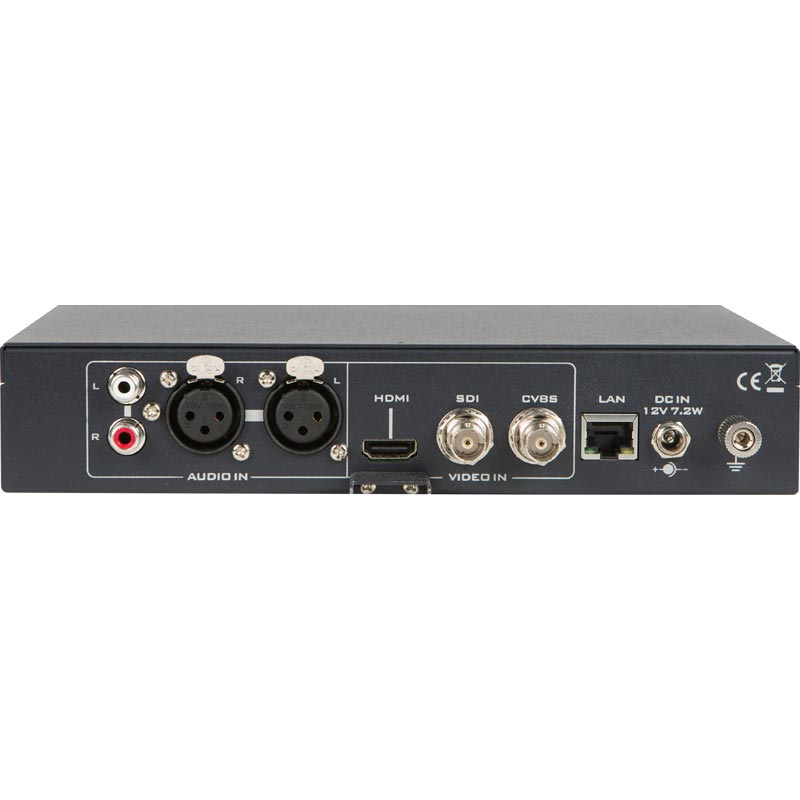 L
R
R
L
AUDIO IN
HDMI
SDI
CVBS
VIDEO IN
LAN
DC IN
12V 7.2W
CE